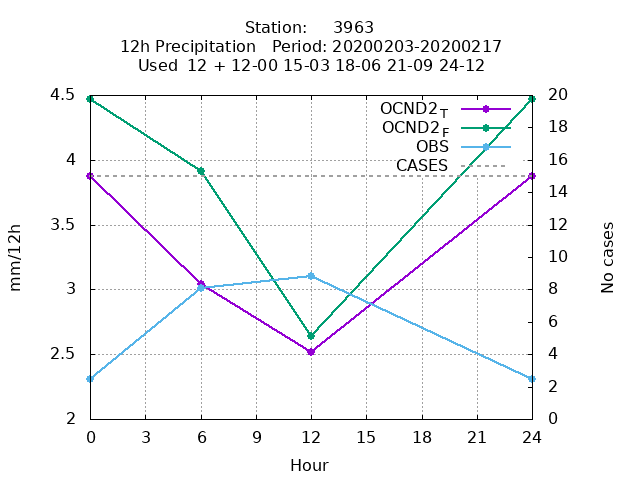 Station: 3963
12h Precipitation Period: 20200203-20200217
Used 12 + 12-00 15-03 18-06 21-09 24-12
OCND2T
OCND2F
OBS
CASES
4.5
4
3.5
3
2.5
2
mm/12h
20
18
16
14
12
10
8
6
4
2
0
No cases
0 3 6 9 12 15 18 21 24
Hour